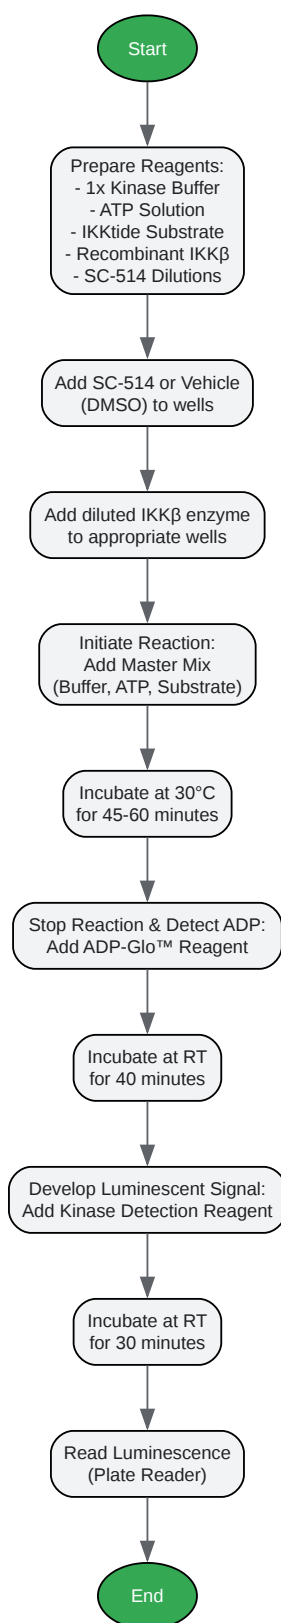 Start
Prepare Reagents:
- 1x Kinase Buffer
- ATP Solution
- IKKtide Substrate
- Recombinant IKKβ
- SC-514 Dilutions
Add SC-514 or Vehicle
(DMSO) to wells
Add diluted IKKβ enzyme
to appropriate wells
Initiate Reaction:
Add Master Mix
(Buffer, ATP, Substrate)
Incubate at 30°C
for 45-60 minutes
Stop Reaction & Detect ADP:
Add ADP-Glo™ Reagent
Incubate at RT
for 40 minutes
Develop Luminescent Signal:
Add Kinase Detection Reagent
Incubate at RT
for 30 minutes
Read Luminescence
(Plate Reader)
End